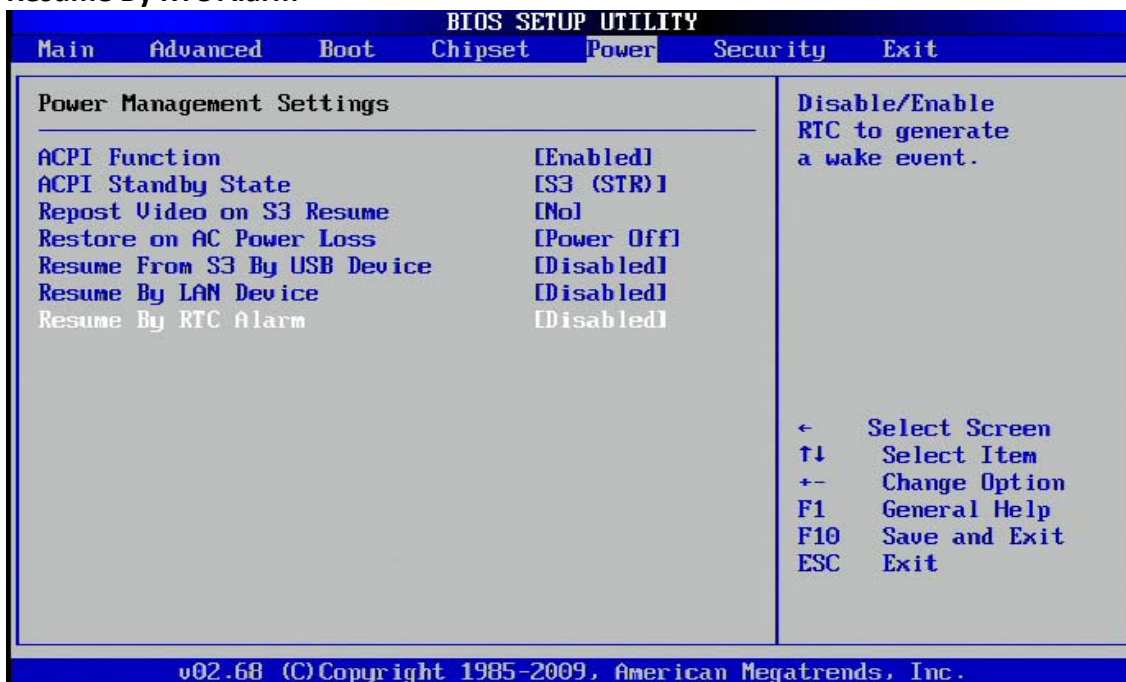 BIOS SETUP UTILITY
Main Advanced Boot Chipset Power Security Exit
Power Management Settings
ACPI Function [Enabled]
ACPI Standby State [S3 (STR)]
Repost Video on S3 Resume [No]
Restore on AC Power Loss [Power Off]
Resume From S3 By USB Device [Disabled]
Resume By LAN Device [Disabled]
Resume By RTC Alarm [Disabled]
Disable/Enable
RTC to generate
a wake event.
← Select Screen
↑↓ Select Item
+- Change Option
F1 General Help
F10 Save and Exit
ESC Exit
v02.68 (C)Copyright 1985-2009, American Megatrends, Inc.